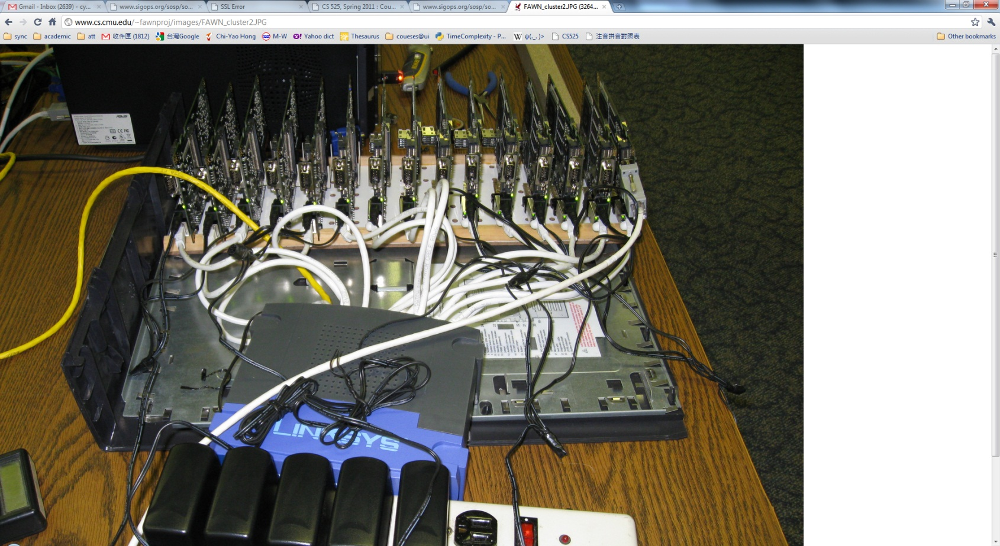 Gmail - Inbox (2639) - cy...
www.sigops.org/sosp/so...
SSL Error
CS 525, Spring 2011 : Cou...
www.sigops.org/sosp/so...
FAWN_cluster2.JPG (3264...
www.cs.cmu.edu/~fawnproj/images/FAWN_cluster2.JPG
sync
academic
att
收件匣 (1812)
台灣Google
Chi-Yao Hong
M-W
Yahoo dict
Thesaurus
coueses@ui
TimeComplexity - P...
ψ(._. )>
CS525
注音拼音對照表
Other bookmarks
ASUS
LINKSYS